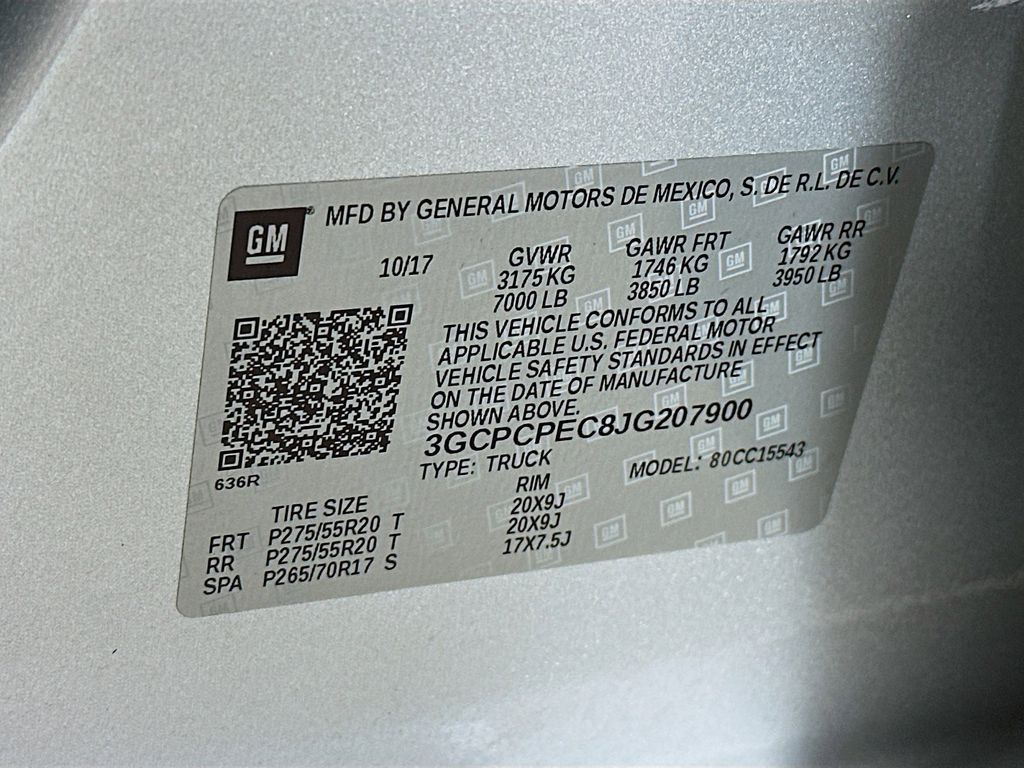 GM MFD BY GENERAL MOTORS DE MEXICO, S. DE R.L. DE C.V.
10/17 GVWR GAWR FRT GAWR RR
3175 KG 1746 KG 1792 KG
7000 LB 3850 LB 3950 LB
THIS VEHICLE CONFORMS TO ALL
APPLICABLE U.S. FEDERAL MOTOR
VEHICLE SAFETY STANDARDS IN EFFECT
ON THE DATE OF MANUFACTURE
SHOWN ABOVE.
3GCPCPEC8JG207900
TYPE: TRUCK MODEL: 80CC15543
636R
TIRE SIZE RIM
FRT P275/55R20 T 20X9J
RR P275/55R20 T 20X9J
SPA P265/70R17 S 17X7.5J